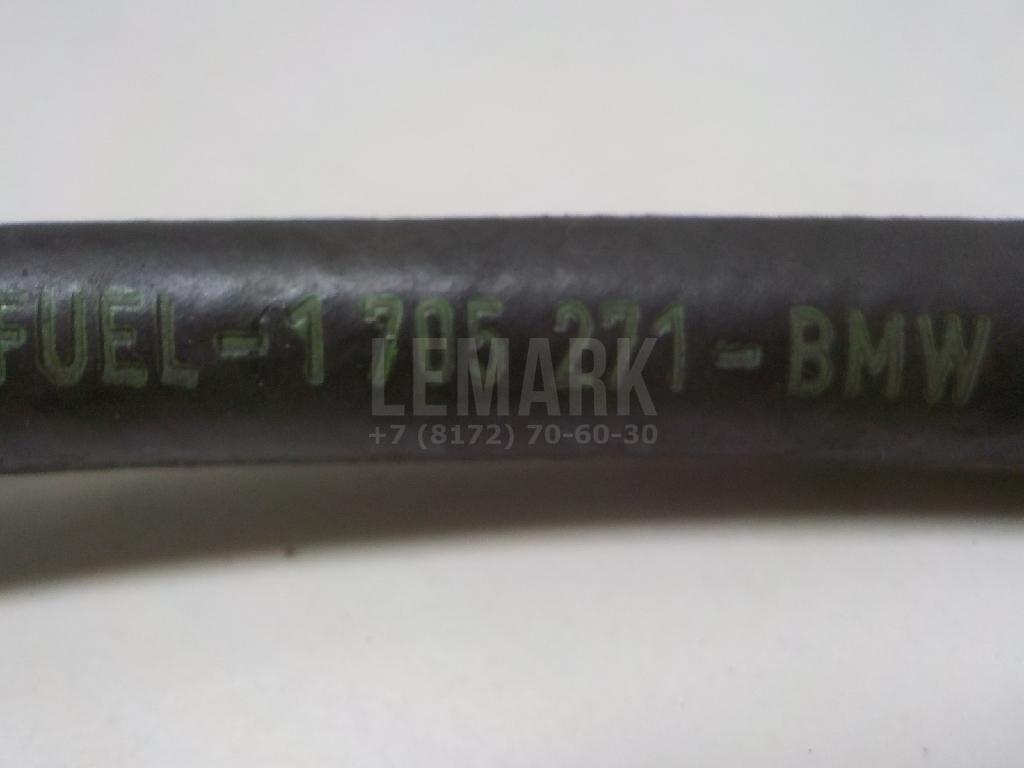 FUEL-1 705 271-BMW
LEMARK
+7 (8172) 70-60-30